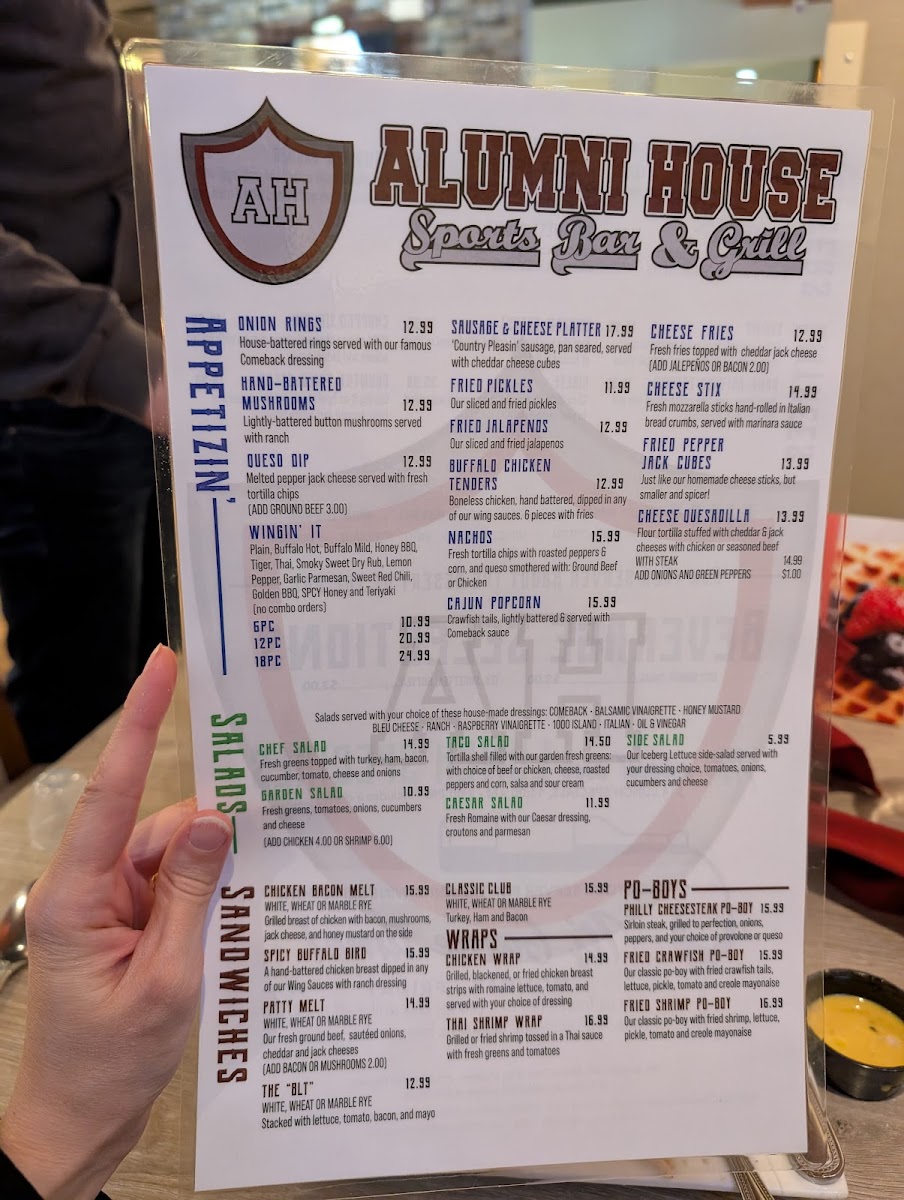 AH
ALUMNI HOUSE
Sports Bar & Grill
APPETIZIN'
ONION RINGS 12.99
House-battered rings served with our famous
Comeback dressing
HAND-BATTERED
MUSHROOMS 12.99
Lightly-battered button mushrooms served
with ranch
QUESO DIP 12.99
Melted pepper jack cheese served with fresh
tortilla chips
(ADD GROUND BEEF 3.00)
WINGIN' IT
Plain, Buffalo Hot, Buffalo Mild, Honey BBQ,
Tiger, Thai, Smoky Sweet Dry Rub, Lemon
Pepper, Garlic Parmesan, Sweet Red Chili,
Golden BBQ, SPCY Honey and Teriyaki
(no combo orders)
6PC 10.99
12PC 20.99
18PC 24.99
SAUSAGE & CHEESE PLATTER 17.99
'Country Pleasin' sausage, pan seared, served
with cheddar cheese cubes
FRIED PICKLES 11.99
Our sliced and fried pickles
FRIED JALAPENOS 12.99
Our sliced and fried jalapenos
BUFFALO CHICKEN
TENDERS 12.99
Boneless chicken, hand battered, dipped in any
of our wing sauces. 6 pieces with fries
NACHOS 15.99
Fresh tortilla chips with roasted peppers &
corn, and queso smothered with: Ground Beef
or Chicken
CAJUN POPCORN 15.99
Crawfish tails, lightly battered & served with
Comeback sauce
CHEESE FRIES 12.99
Fresh fries topped with cheddar jack cheese
(ADD JALEPEÑOS OR BACON 2.00)
CHEESE STIX 14.99
Fresh mozzarella sticks hand-rolled in Italian
bread crumbs, served with marinara sauce
FRIED PEPPER
JACK CUBES 13.99
Just like our homemade cheese sticks, but
smaller and spicer!
CHEESE QUESADILLA 13.99
Flour tortilla stuffed with cheddar & jack
cheeses with chicken or seasoned beef
WITH STEAK 14.99
ADD ONIONS AND GREEN PEPPERS $1.00
SALADS
Salads served with your choice of these house-made dressings: COMEBACK - BALSAMIC VINAIGRETTE - HONEY MUSTARD
BLEU CHEESE - RANCH - RASPBERRY VINAIGRETTE - 1000 ISLAND - ITALIAN - OIL & VINEGAR
CHEF SALAD 14.99
Fresh greens topped with turkey, ham, bacon,
cucumber, tomato, cheese and onions
GARDEN SALAD 10.99
Fresh greens, tomatoes, onions, cucumbers
and cheese
(ADD CHICKEN 4.00 OR SHRIMP 6.00)
TACO SALAD 14.50
Tortilla shell filled with our garden fresh greens:
with choice of beef or chicken, cheese, roasted
peppers and corn, salsa and sour cream
CAESAR SALAD 11.99
Fresh Romaine with our Caesar dressing,
croutons and parmesan
SIDE SALAD 5.99
Our Iceberg Lettuce side-salad served with
your dressing choice, tomatoes, onions,
cucumbers and cheese
SANDWICHES
CHICKEN BACON MELT 15.99
WHITE, WHEAT OR MARBLE RYE
Grilled breast of chicken with bacon, mushrooms,
jack cheese, and honey mustard on the side
SPICY BUFFALO BIRD 15.99
A hand-battered chicken breast dipped in any
of our Wing Sauces with ranch dressing
PATTY MELT 14.99
WHITE, WHEAT OR MARBLE RYE
Our fresh ground beef, sautéed onions,
cheddar and jack cheeses
(ADD BACON OR MUSHROOMS 2.00)
THE "BLT" 12.99
WHITE, WHEAT OR MARBLE RYE
Stacked with lettuce, tomato, bacon, and mayo
CLASSIC CLUB 15.99
WHITE, WHEAT OR MARBLE RYE
Turkey, Ham and Bacon
WRAPS
CHICKEN WRAP 14.99
Grilled, blackened, or fried chicken breast
strips with romaine lettuce, tomato, and
served with your choice of dressing
THAI SHRIMP WRAP 16.99
Grilled or fried shrimp tossed in a Thai sauce
with fresh greens and tomatoes
PO-BOYS
PHILLY CHEESESTEAK PO-BOY 15.99
Sirloin steak, grilled to perfection, onions,
peppers, and your choice of provolone or queso
FRIED CRAWFISH PO-BOY 15.99
Our classic po-boy with fried crawfish tails,
lettuce, pickle, tomato and creole mayonaise
FRIED SHRIMP PO-BOY 16.99
Our classic po-boy with fried shrimp, lettuce,
pickle, tomato and creole mayonaise